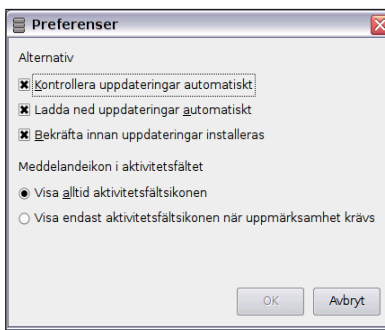 Preferenser
Alternativ
Kontrollera uppdateringar automatiskt
Ladda ned uppdateringar automatiskt
Bekräfta innan uppdateringar installeras
Meddelandeikon i aktivitetsfältet
Visa alltid aktivitetsfältsikonen
Visa endast aktivitetsfältsikonen när uppmärksamhet krävs
OK Avbryt